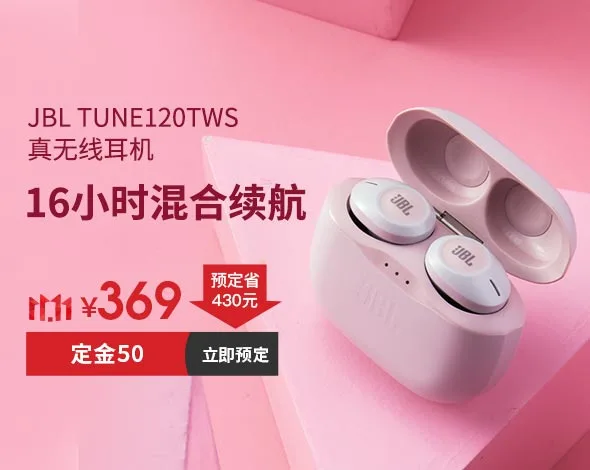 JBL TUNE120TWS
真无线耳机
16小时混合续航
11.11 ¥369
预定省
430元
定金50
立即预定
JBL
JBL
JBL